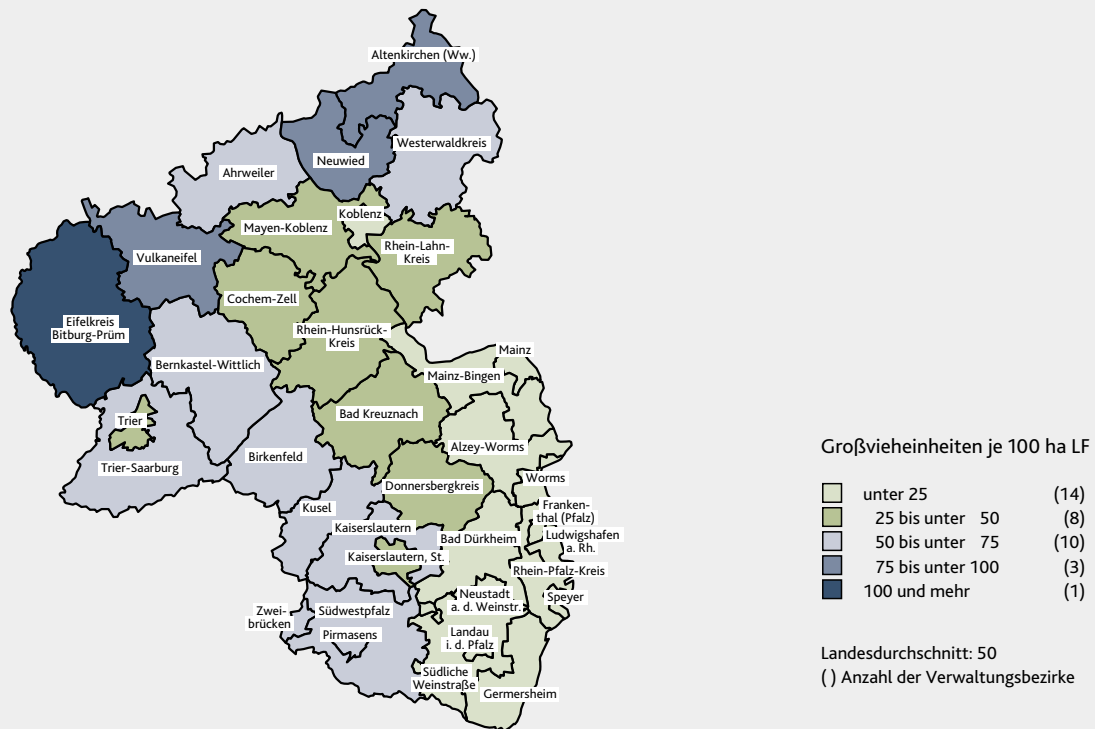 Altenkirchen (Ww.)
Westerwaldkreis
Neuwied
Ahrweiler
Koblenz
Mayen-Koblenz
Rhein-Lahn-
Kreis
Vulkaneifel
Cochem-Zell
Eifelkreis
Bitburg-Prüm
Rhein-Hunsrück-
Kreis
Mainz
Bernkastel-Wittlich
Mainz-Bingen
Bad Kreuznach
Trier
Alzey-Worms
Birkenfeld
Trier-Saarburg
Donnersbergkreis
Worms
Kusel
Franken-
thal (Pfalz)
Kaiserslautern
Bad Dürkheim
Ludwigshafen
a. Rh.
Kaiserslautern, St.
Rhein-Pfalz-Kreis
Neustadt
a. d. Weinstr.
Speyer
Zwei-
brücken
Südwestpfalz
Pirmasens
Landau
i. d. Pfalz
Südliche
Weinstraße
Germersheim
Großvieheinheiten je 100 ha LF
unter 25 (14)
25 bis unter 50 (8)
50 bis unter 75 (10)
75 bis unter 100 (3)
100 und mehr (1)
Landesdurchschnitt: 50
( ) Anzahl der Verwaltungsbezirke